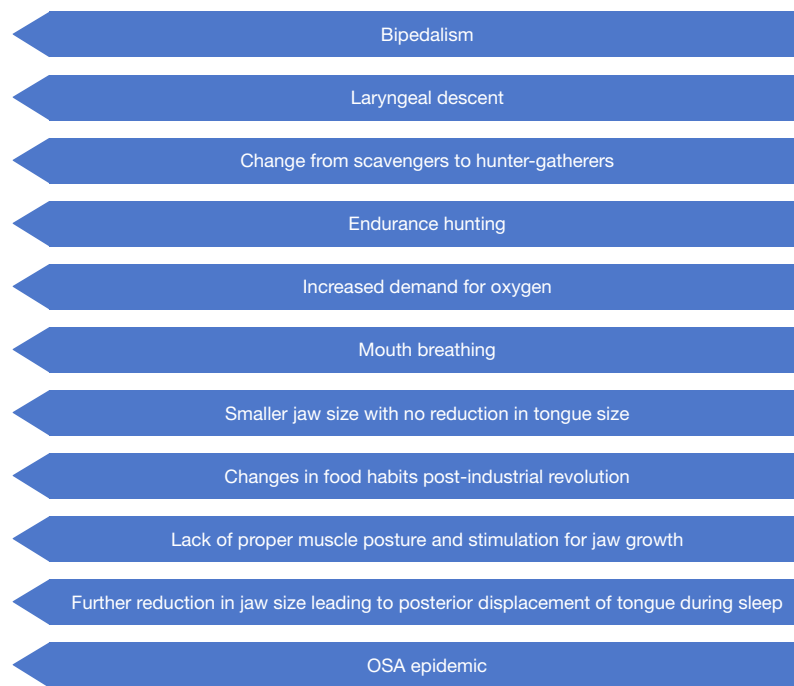 Bipedalism
Laryngeal descent
Change from scavengers to hunter-gatherers
Endurance hunting
Increased demand for oxygen
Mouth breathing
Smaller jaw size with no reduction in tongue size
Changes in food habits post-industrial revolution
Lack of proper muscle posture and stimulation for jaw growth
Further reduction in jaw size leading to posterior displacement of tongue during sleep
OSA epidemic